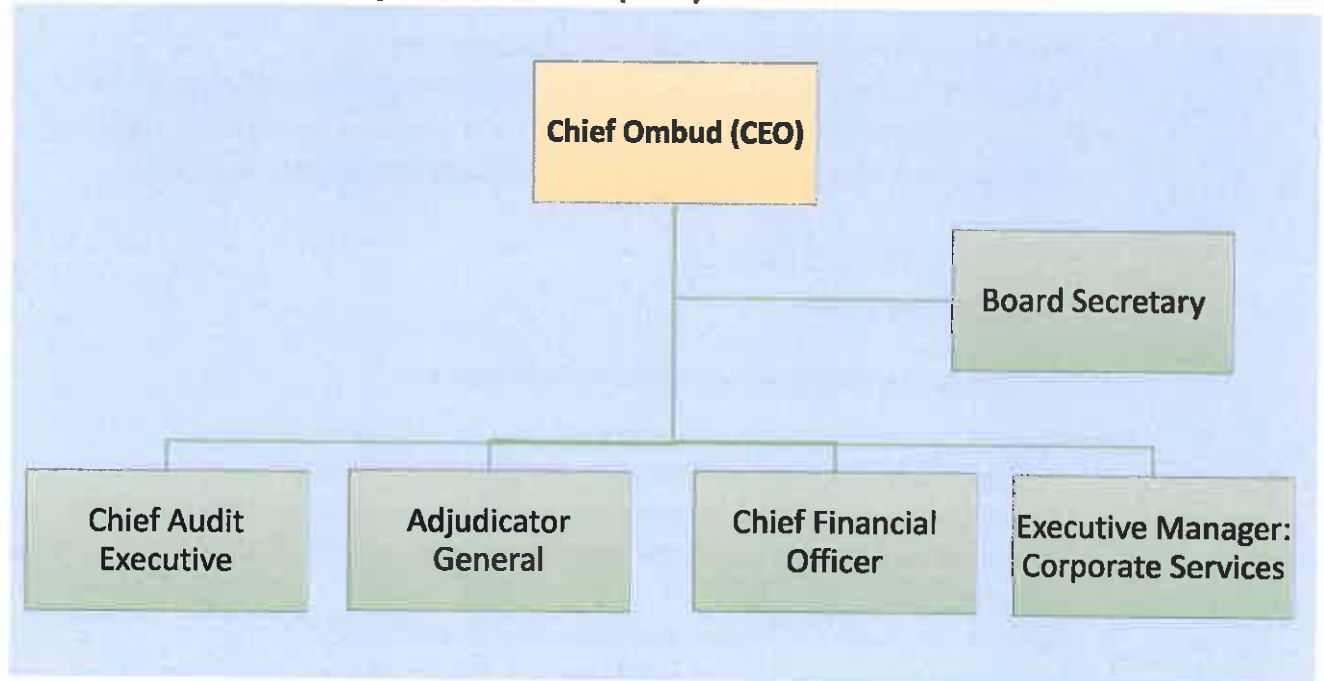 Chief Ombud (CEO)
Board Secretary
Chief Audit
Executive
Adjudicator
General
Chief Financial
Officer
Executive Manager:
Corporate Services